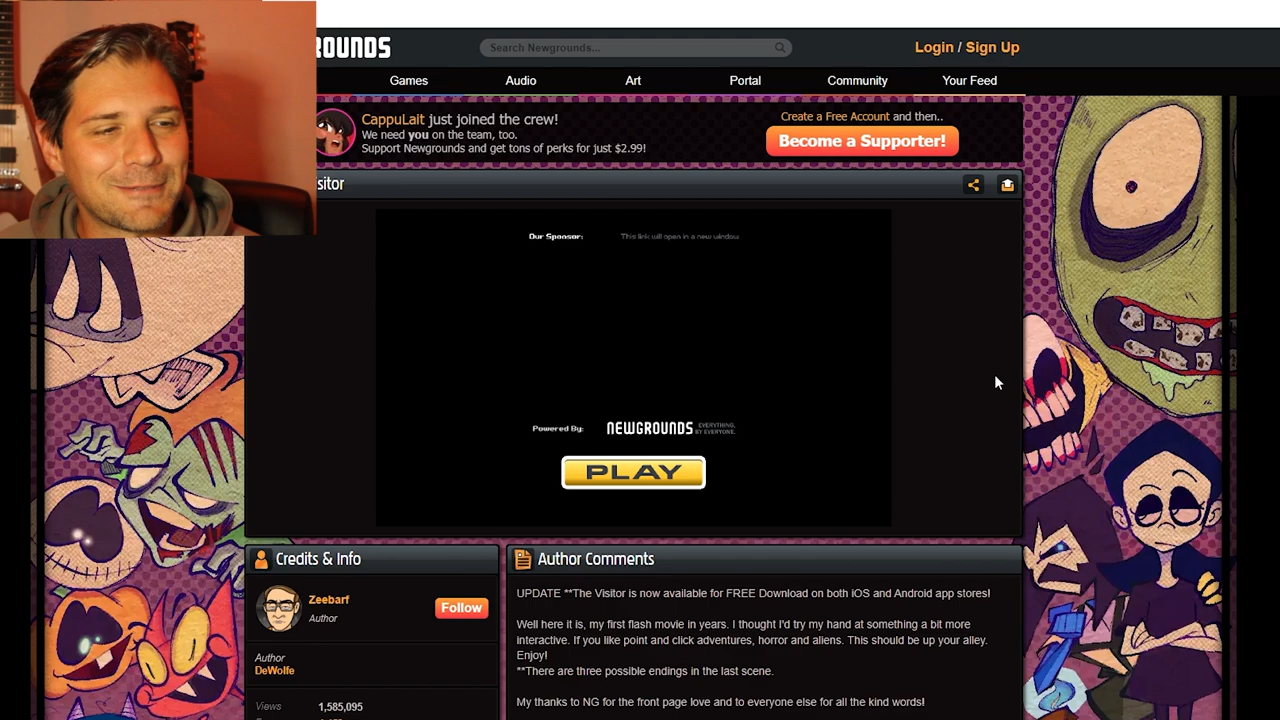 ROUNDS
Search Newgrounds...
Login / Sign Up
Games
Audio
Art
Portal
Community
Your Feed
CappuLait just joined the crew!
We need you on the team, too.
Support Newgrounds and get tons of perks for just $2.99!
Create a Free Account and then..
Become a Supporter!
sitor
Our Sponsor:
This link will open in a new window
Powered By:
NEWGROUNDS
EVERYTHING,
BY EVERYONE.
PLAY
Credits & Info
Zeebarf
Author
Follow
Author
DeWolfe
Views
1,585,095
Author Comments
UPDATE **The Visitor is now available for FREE Download on both iOS and Android app stores!
Well here it is, my first flash movie in years. I thought I'd try my hand at something a bit more
interactive. If you like point and click adventures, horror and aliens. This should be up your alley.
Enjoy!
**There are three possible endings in the last scene.
My thanks to NG for the front page love and to everyone else for all the kind words!